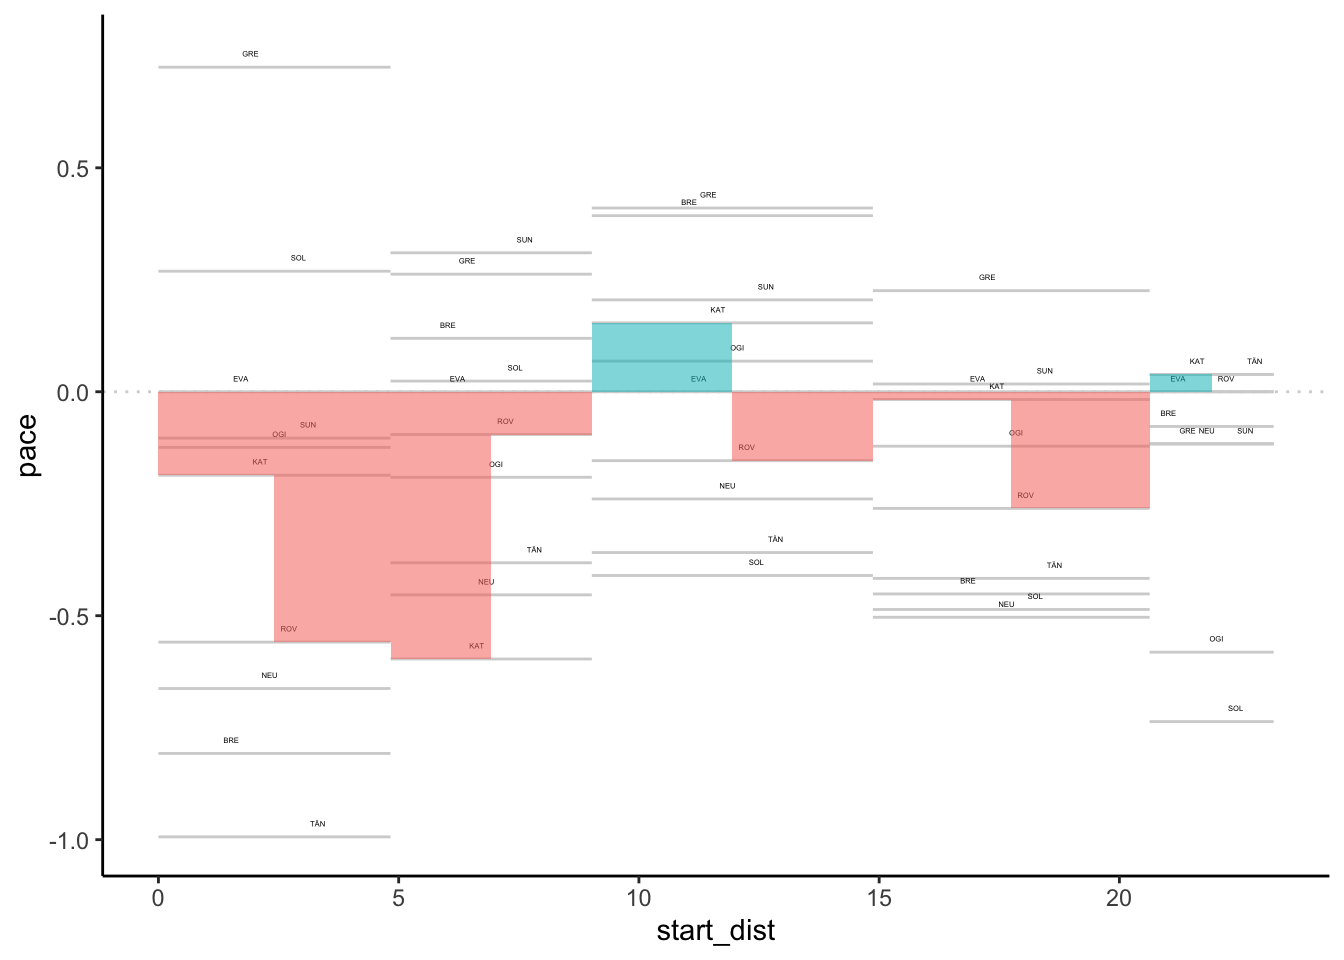 GRE
0.5
SOL
SUN
GRE
BRE
SOL
GRE
BRE
SUN
KAT
OGI
GRE
KAT
TÄN
0.0
EVA
EVA
EVA
EVA
SUN
KAT
EVA
ROV
SUN
OGI
KAT
ROV
OGI
ROV
NEU
OGI
ROV
BRE
GRE
NEU
SUN
TÄN
NEU
KAT
TÄN
SOL
TÄN
BRE
SOL
NEU
-0.5
ROV
NEU
BRE
TÄN
OGI
SOL
-1.0
pace
0
5
10
15
20
start_dist